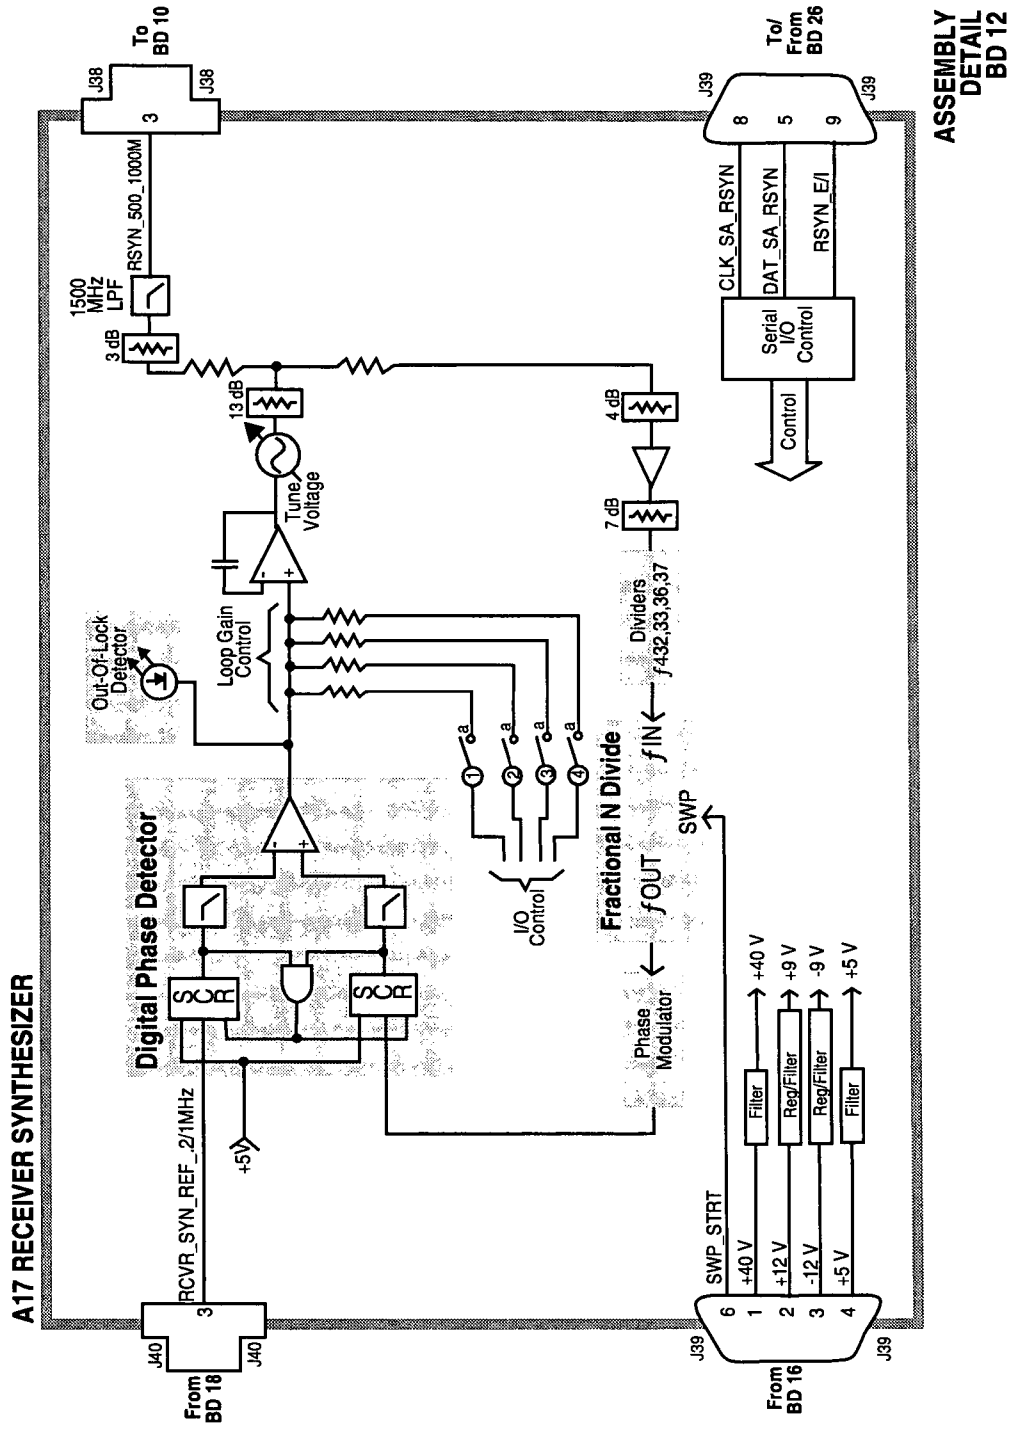 A17 RECEIVER SYNTHESIZER
From
BD 18
J40
J40
3
RCVR_SYN_REF_.2/1MHz
+5V
Digital Phase Detector
S
C
R
S
C
R
-
+
Out-Of-Lock
Detector
Loop Gain
Control
-
+
Tune
Voltage
13 dB
3 dB
1500
MHz
LPF
RSYN_500_1000M
3
J38
J38
To
BD 10
a
a
a
a
1
2
3
4
I/O
Control
Phase
Modulator
Fractional N Divide
ƒOUT
ƒIN
SWP
Dividers
ƒ432,33,36,37
7 dB
4 dB
Control
Serial
I/O
Control
CLK_SA_RSYN
DAT_SA_RSYN
RSYN_E/I
8
5
9
J39
J39
To/
From
BD 26
From
BD 16
J39
J39
6
1
2
3
4
SWP_STRT
+40 V
+12 V
-12 V
+5 V
Filter
Reg/Filter
Reg/Filter
Filter
+40 V
+9 V
-9 V
+5 V
ASSEMBLY
DETAIL
BD 12